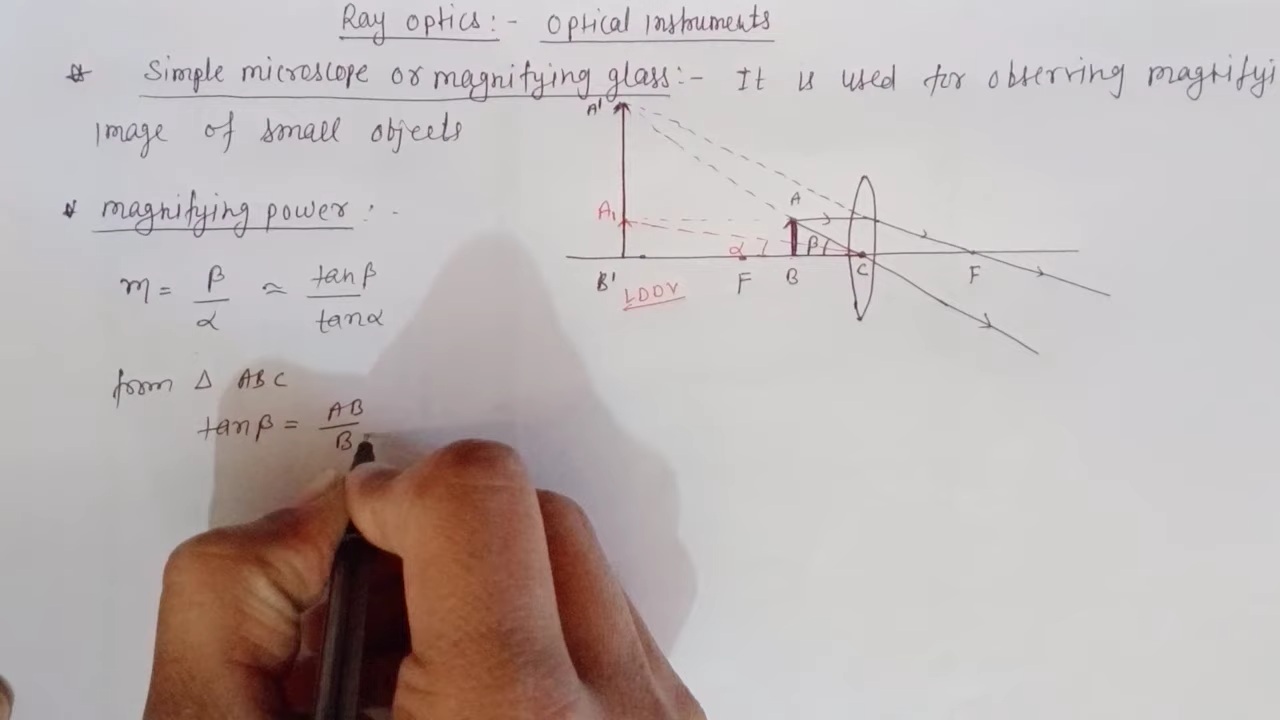 Ray optics:- Optical instruments
* Simple microscope or magnifying glass:- It is used for observing magnifyi
image of small objects
A'
* magnifying power:-
A₁
A
α
β
m = β/α ≈ tanβ/tanα
B'
LDDV
F
B
C
F
form Δ ABC
tanβ = AB/B